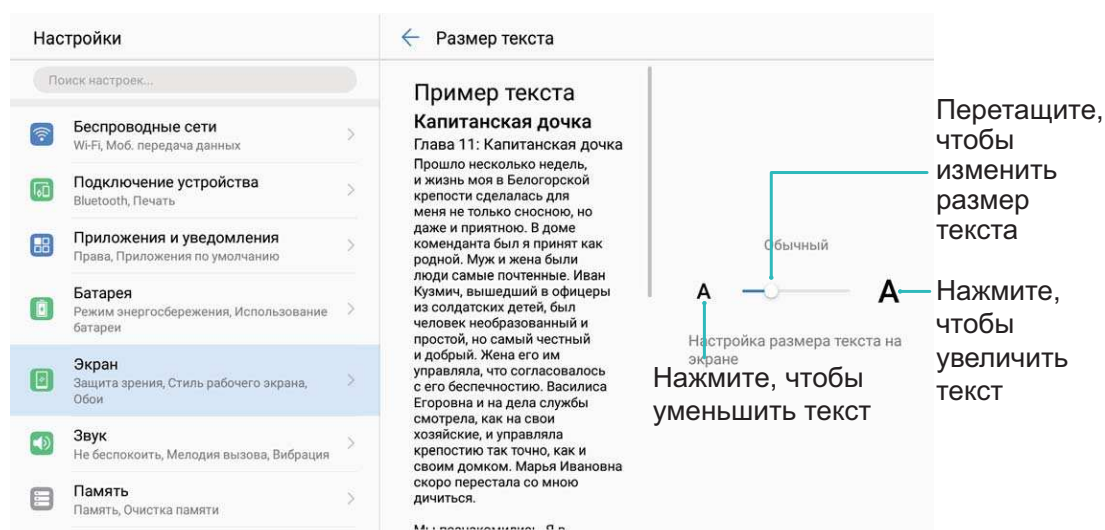 Настройки
Поиск настроек...
Беспроводные сети
Wi-Fi, Моб. передача данных
Подключение устройства
Bluetooth, Печать
Приложения и уведомления
Права, Приложения по умолчанию
Батарея
Режим энергосбережения, Использование
батареи
Экран
Защита зрения, Стиль рабочего экрана,
Обои
Звук
Не беспокоить, Мелодия вызова, Вибрация
Память
Память, Очистка памяти
Размер текста
Пример текста
Капитанская дочка
Глава 11: Капитанская дочка
Прошло несколько недель,
и жизнь моя в Белогорской
крепости сделалась для
меня не только сносною, но
даже и приятною. В доме
коменданта был я принят как
родной. Муж и жена были
люди самые почтенные. Иван
Кузмич, вышедший в офицеры
из солдатских детей, был
человек необразованный и
простой, но самый честный
и добрый. Жена его им
управляла, что согласовалось
с его беспечностию. Василиса
Егоровна и на дела службы
смотрела, как на свои
хозяйские, и управляла
крепостию так точно, как и
своим домком. Марья Ивановна
скоро перестала со мною
дичиться.
Обычный
A
A
Настройка размера текста на
экране
Нажмите, чтобы
уменьшить текст
Перетащите,
чтобы
изменить
размер
текста
Нажмите,
чтобы
увеличить
текст